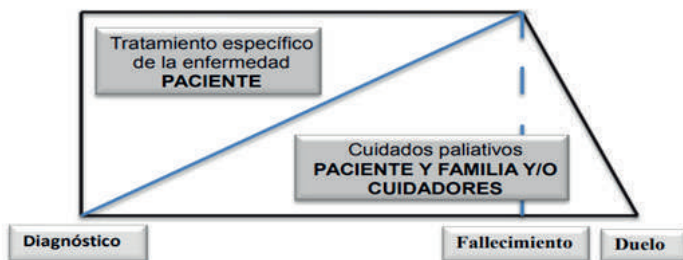 Tratamiento específico
de la enfermedad
PACIENTE
Cuidados paliativos
PACIENTE Y FAMILIA Y/O
CUIDADORES
Diagnóstico
Fallecimiento
Duelo